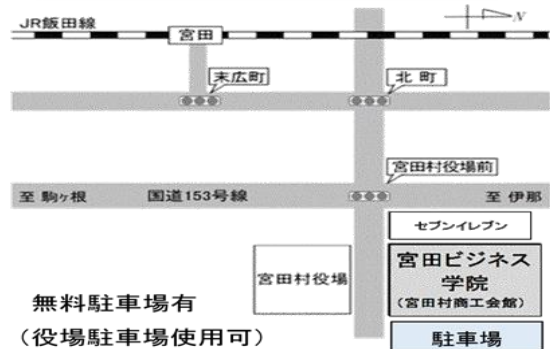 JR飯田線
N
宮田
末広町
北町
宮田村役場前
至 駒ヶ根
国道153号線
至 伊那
セブンイレブン
宮田村役場
宮田ビジネス
学院
(宮田村商工会館)
無料駐車場有
(役場駐車場使用可)
駐車場